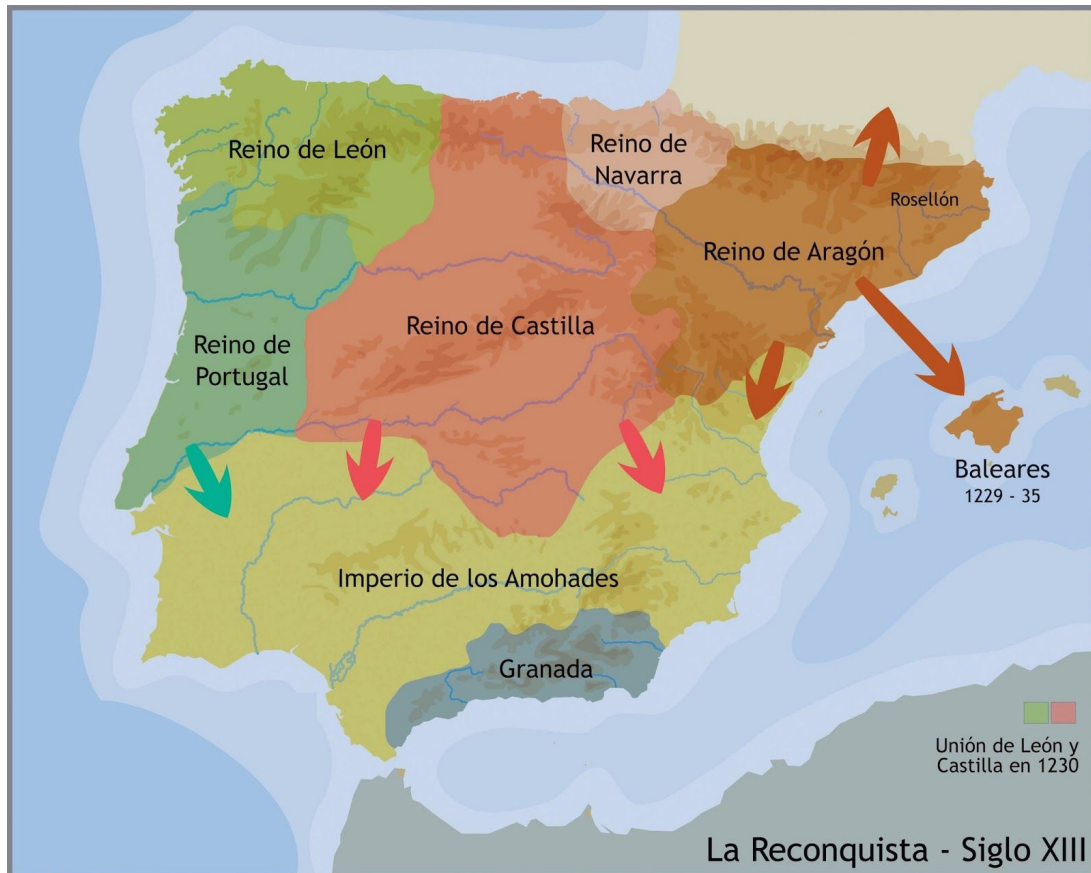 Reino de León
Reino de
Navarra
Rosellón
Reino de Aragón
Reino de Castilla
Reino de
Portugal
Baleares
1229 - 35
Imperio de los Amohades
Granada
Unión de León y
Castilla en 1230
La Reconquista - Siglo XIII